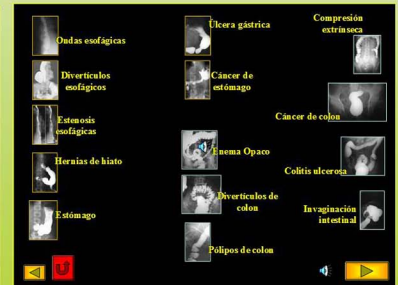 Ondas esofágicas
Divertículos
esofágicos
Estenosis
esofágicas
Hernias de hiato
Estómago
Úlcera gástrica
Cáncer de
estómago
Enema Opaco
Divertículos de
colon
Pólipos de colon
Compresión
extrínseca
Cáncer de colon
Colitis ulcerosa
Invaginación
intestinal